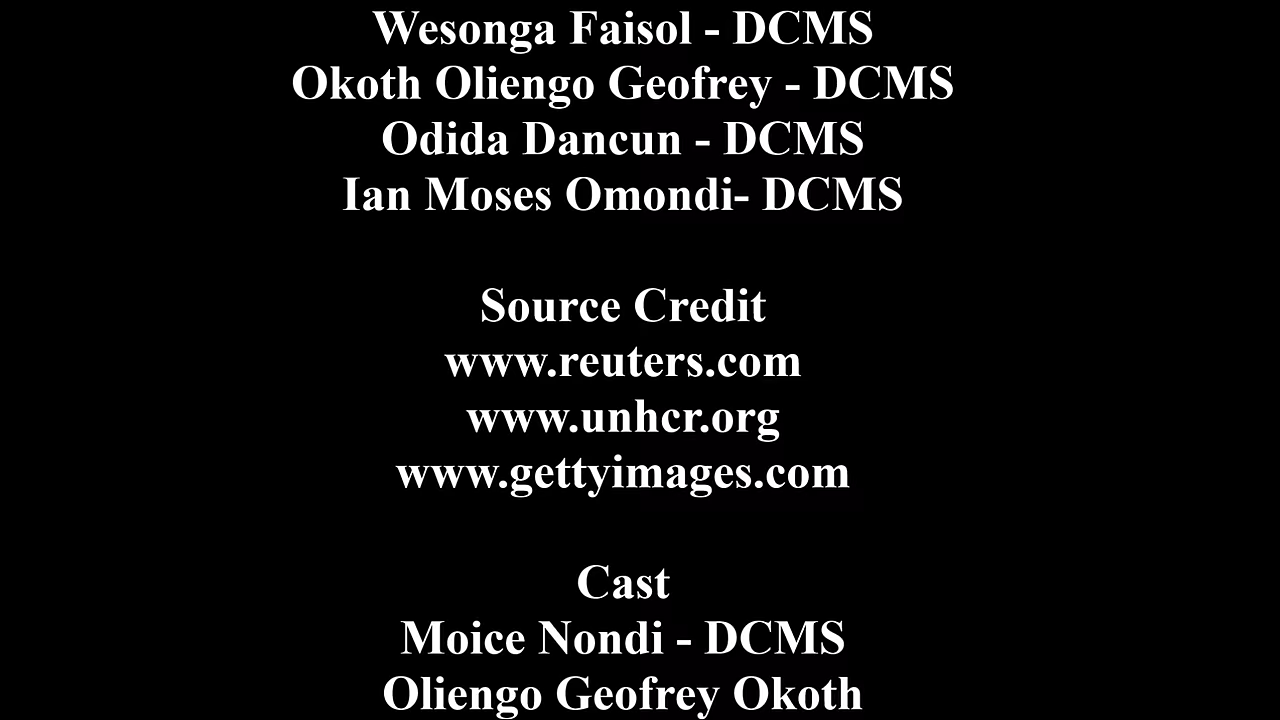 Wesonga Faisol - DCMS
Okoth Oliengo Geofrey - DCMS
Odida Dancun - DCMS
Ian Moses Omondi- DCMS
Source Credit
www.reuters.com
www.unhcr.org
www.gettyimages.com
Cast
Moice Nondi - DCMS
Oliengo Geofrey Okoth